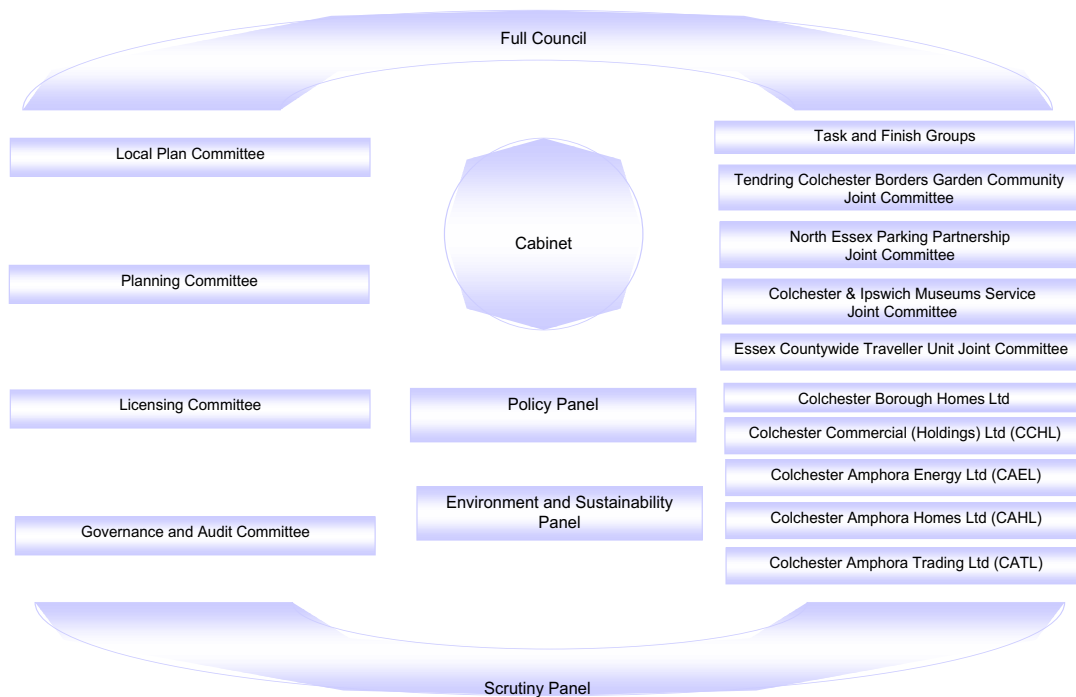 Full Council
Local Plan Committee
Planning Committee
Licensing Committee
Governance and Audit Committee
Cabinet
Policy Panel
Environment and Sustainability
Panel
Task and Finish Groups
Tendring Colchester Borders Garden Community
Joint Committee
North Essex Parking Partnership
Joint Committee
Colchester & Ipswich Museums Service
Joint Committee
Essex Countywide Traveller Unit Joint Committee
Colchester Borough Homes Ltd
Colchester Commercial (Holdings) Ltd (CCHL)
Colchester Amphora Energy Ltd (CAEL)
Colchester Amphora Homes Ltd (CAHL)
Colchester Amphora Trading Ltd (CATL)
Scrutiny Panel